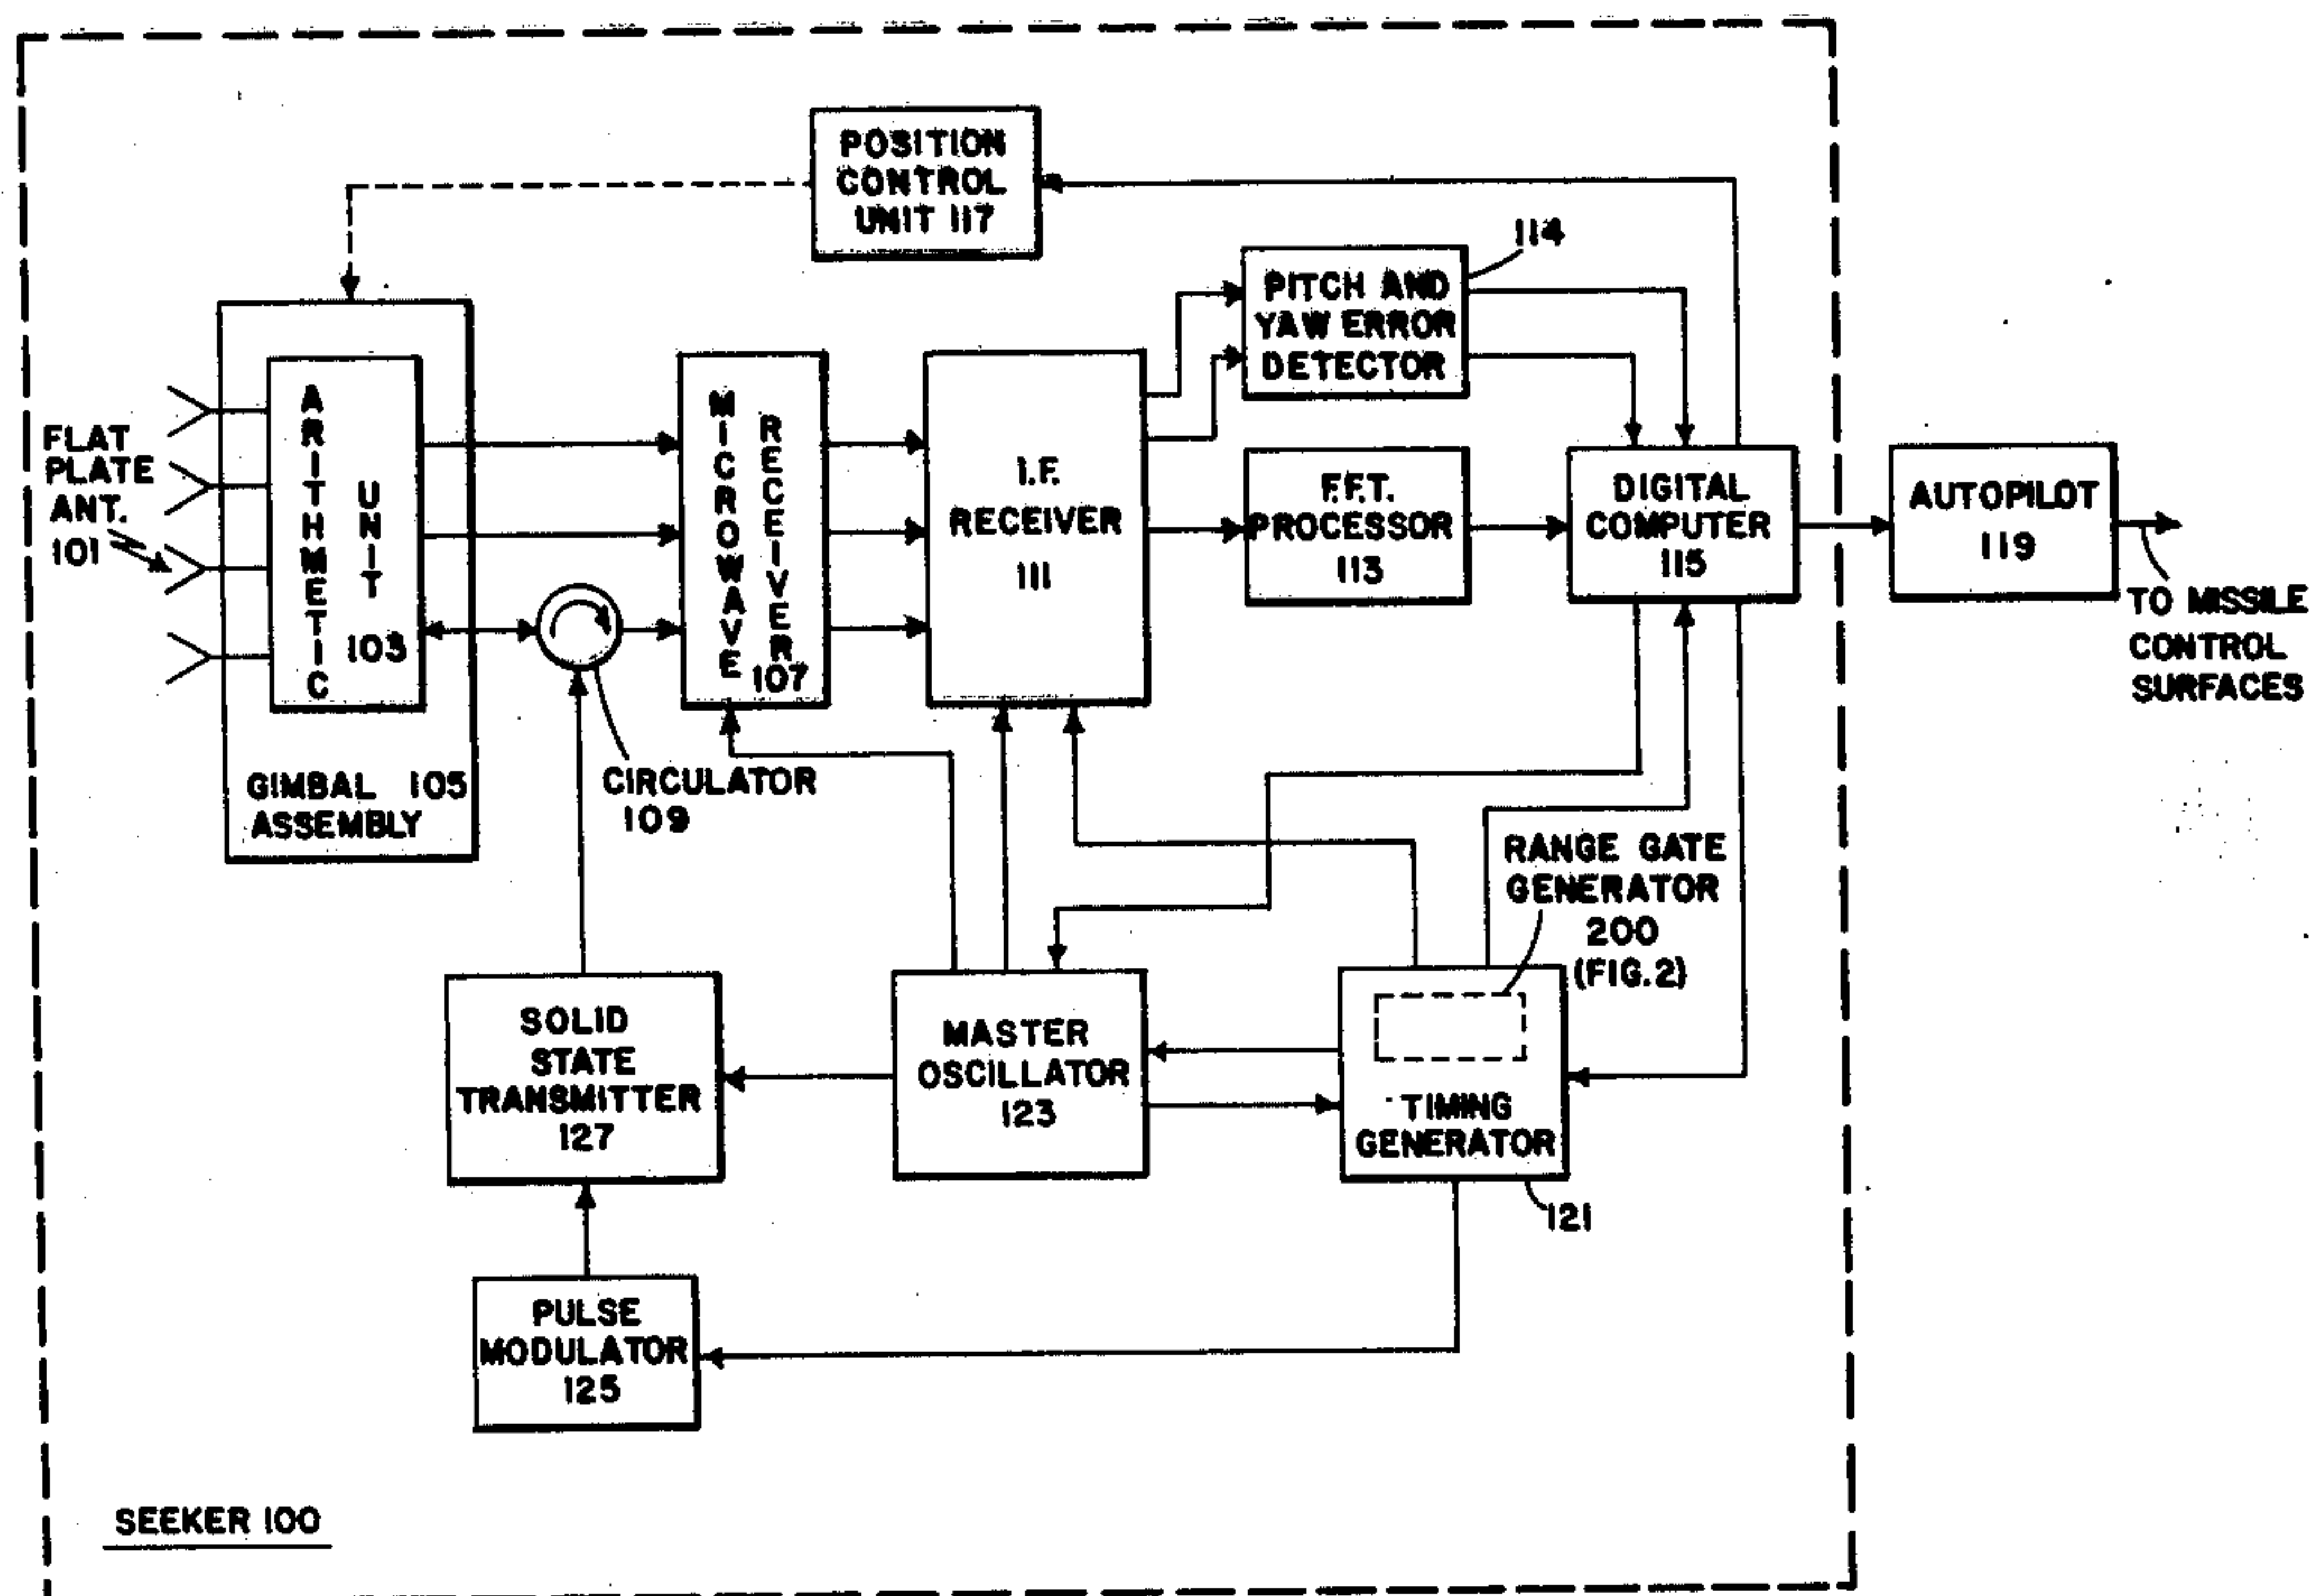 POSITION
CONTROL
UNIT 117
114
PITCH AND
YAW ERROR
DETECTOR
FLAT
PLATE
ANT.
101
ARITHMETIC
UNIT
103
GIMBAL 105
ASSEMBLY
CIRCULATOR
109
MICROWAVE
RECEIVER
107
I.F.
RECEIVER
111
F.F.T.
PROCESSOR
113
DIGITAL
COMPUTER
115
AUTOPILOT
119
TO MISSILE
CONTROL
SURFACES
RANGE GATE
GENERATOR
200
(FIG.2)
SOLID
STATE
TRANSMITTER
127
MASTER
OSCILLATOR
123
TIMING
GENERATOR
121
PULSE
MODULATOR
125
SEEKER 100